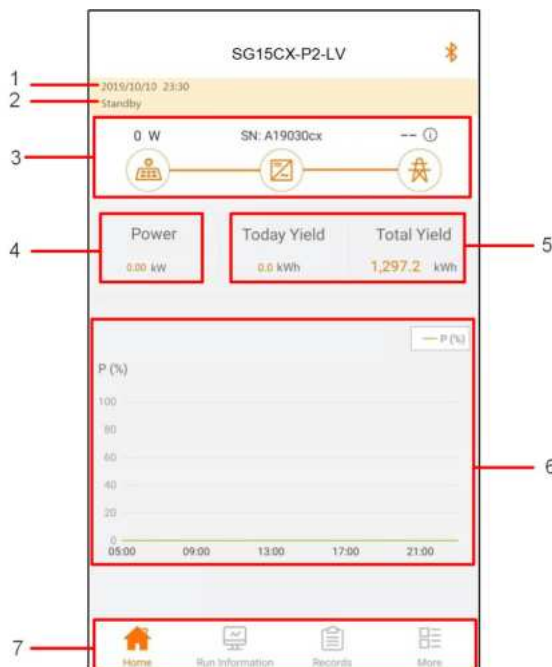 SG15CX-P2-LV
1
2019/10/10 23:30
2
Standby
3
0 W SN: A19030cx --
4
Power Today Yield Total Yield
5
0.00 kW 0.0 kWh 1,297.2 kWh
P (%)
P (%)
100
80
60
6
40
20
0
05:00 09:00 13:00 17:00 21:00
7
Home Run Information Records More